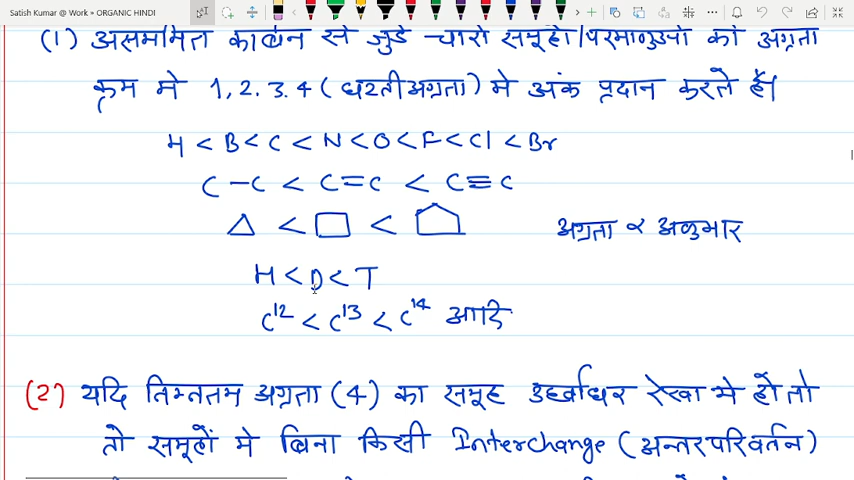 Satish Kumar @ Work » ORGANIC HINDI
(1) असममित कार्बन से जुडे चारो समूहो/परमाणुओ को अग्रता
क्रम मे 1, 2. 3. 4 (घटती अग्रता) मे अंक प्रदान करते हैं।
H < B < C < N < O < F < Cl < Br
C-C < C=C < C≡C
△ < □ < ⬠ अग्रता ∝ अणुभार
H < D < T
C¹² < C¹³ < C¹⁴ आदि
(2) यदि निम्नतम अग्रता (4) का समूह उर्ध्वाधर रेखा मे हो तो
तो समूहों मे बिना किसी Interchange (अन्तरपरिवर्तन)